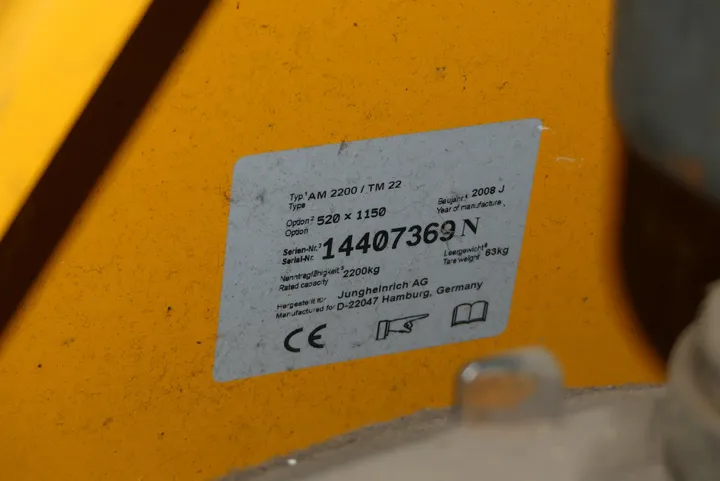 Typ¹ AM 2200 / TM 22
Type
Option² 520 x 1150
Option
Baujahr⁴ 2008 J
Year of manufacture
Serien-Nr.³ 14407369 N
Serial-Nr.
Nenntragfähigkeit⁵ 2200kg
Rated capacity
Leergewicht⁶ 63kg
Tare weight
Hergestellt für Jungheinrich AG
Manufactured for D-22047 Hamburg, Germany
CE